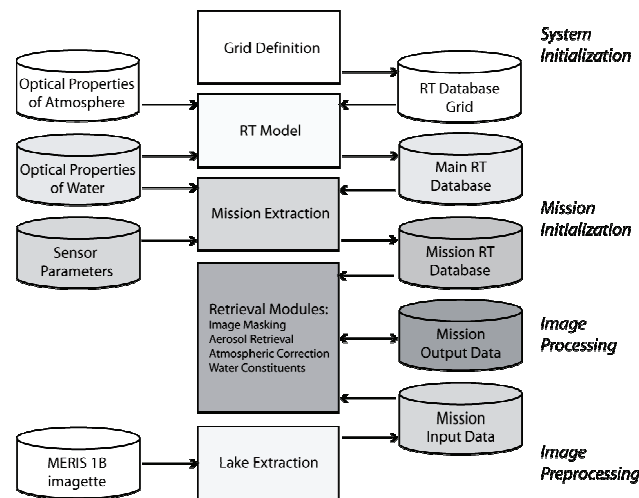 Grid Definition
System
Initialization
Optical Properties
of Atmosphere
RT Database
Grid
RT Model
Optical Properties
of Water
Main RT
Database
Mission Extraction
Mission
Initialization
Sensor
Parameters
Mission RT
Database
Retrieval Modules:
Image Masking
Aerosol Retrieval
Atmospheric Correction
Water Constituents
Mission
Output Data
Image
Processing
Mission
Input Data
MERIS 1B
imagette
Lake Extraction
Image
Preprocessing